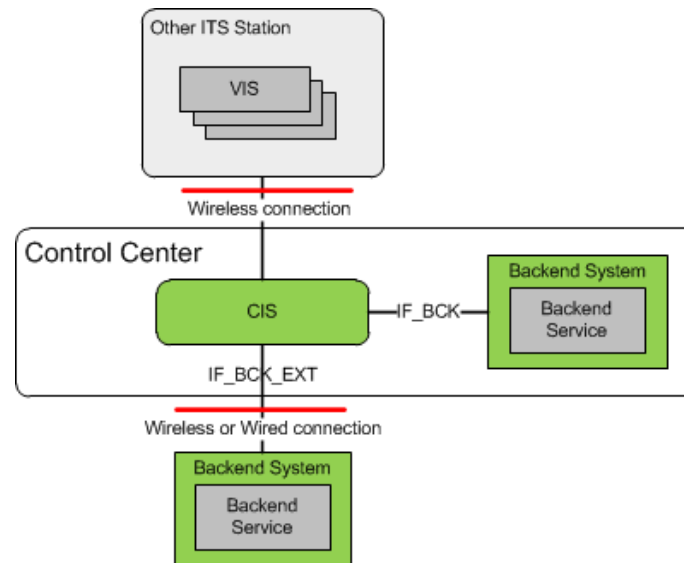 Other ITS Station
VIS
Wireless connection
Control Center
Backend System
CIS
IF_BCK
Backend
Service
IF_BCK_EXT
Wireless or Wired connection
Backend System
Backend
Service